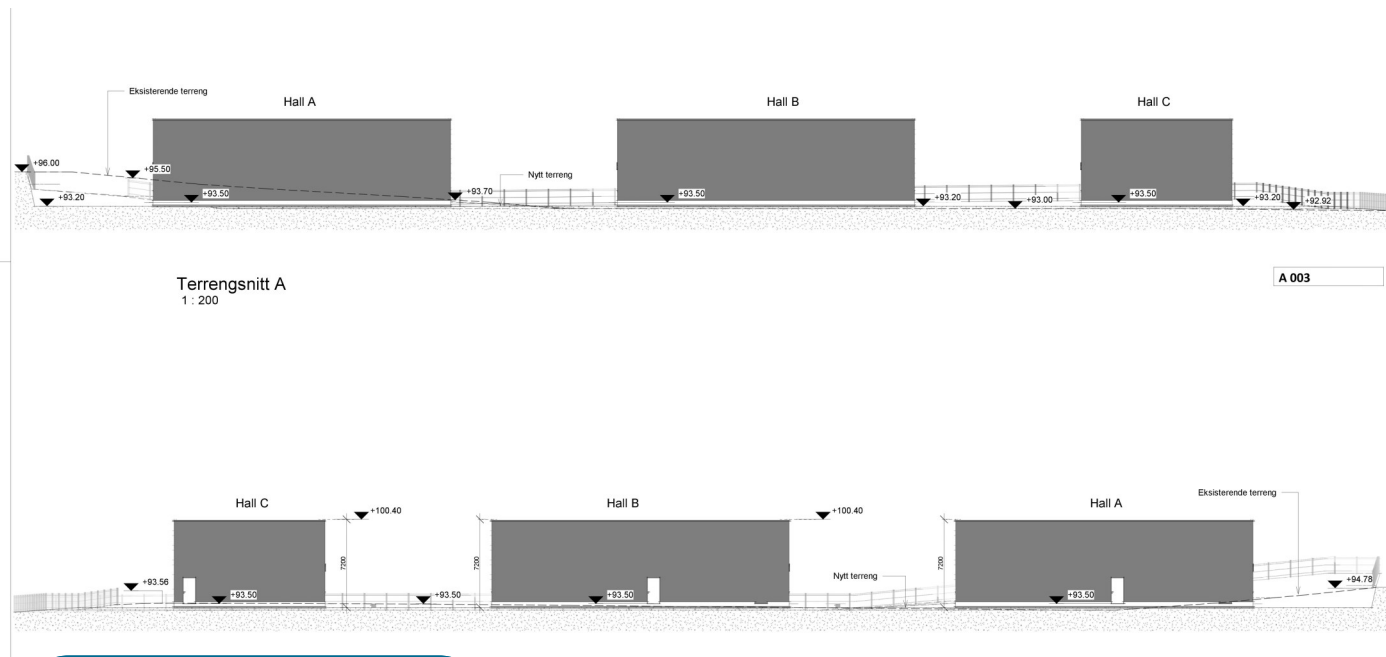 Eksisterende terreng
Hall A
Hall B
Hall C
+96.00
+95.50
Nytt terreng
+93.20
+93.50
+93.70
+93.50
+93.20
+93.00
+93.50
+93.20
+92.92
Terrengsnitt A
1 : 200
A 003
Hall C
+100.40
Hall B
+100.40
Hall A
Eksisterende terreng
7200
7200
7200
+93.56
+93.50
+93.50
+93.50
Nytt terreng
+93.50
+94.78